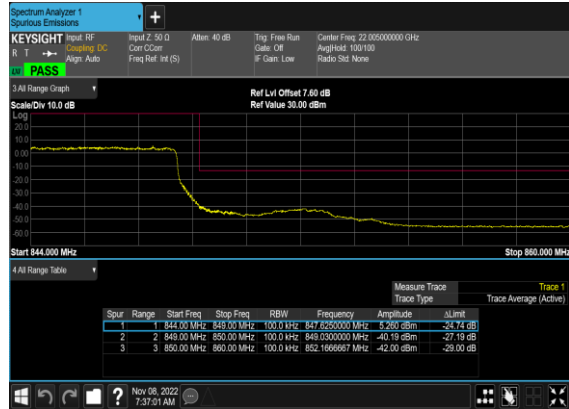 Spectrum Analyzer 1
Spurious Emissions
KEYSIGHT Input: RF Input Z: 50 Ω Atten: 40 dB Trig: Free Run Center Freq: 22.005000000 GHz
R T Coupling: DC Corr CCorr Gate: Off Avg|Hold: 100/100
Align: Auto Freq Ref: Int (S) IF Gain: Low Radio Std: None
PASS
3 All Range Graph
Ref Lvl Offset 7.60 dB
Scale/Div 10.0 dB Ref Value 30.00 dBm
Log
20.0
10.0
0.00
-10.0
-20.0
-30.0
-40.0
-50.0
-60.0
Start 844.000 MHz Stop 860.000 MHz
4 All Range Table
Measure Trace Trace 1
Trace Type Trace Average (Active)
Spur Range Start Freq Stop Freq RBW Frequency Amplitude ΔLimit
1 1 844.00 MHz 849.00 MHz 100.0 kHz 847.6250000 MHz 5.260 dBm -24.74 dB
2 2 849.00 MHz 850.00 MHz 100.0 kHz 849.0300000 MHz -40.19 dBm -27.19 dB
3 3 850.00 MHz 860.00 MHz 100.0 kHz 852.1666667 MHz -42.00 dBm -29.00 dB
Nov 08, 2022
7:37:01 AM